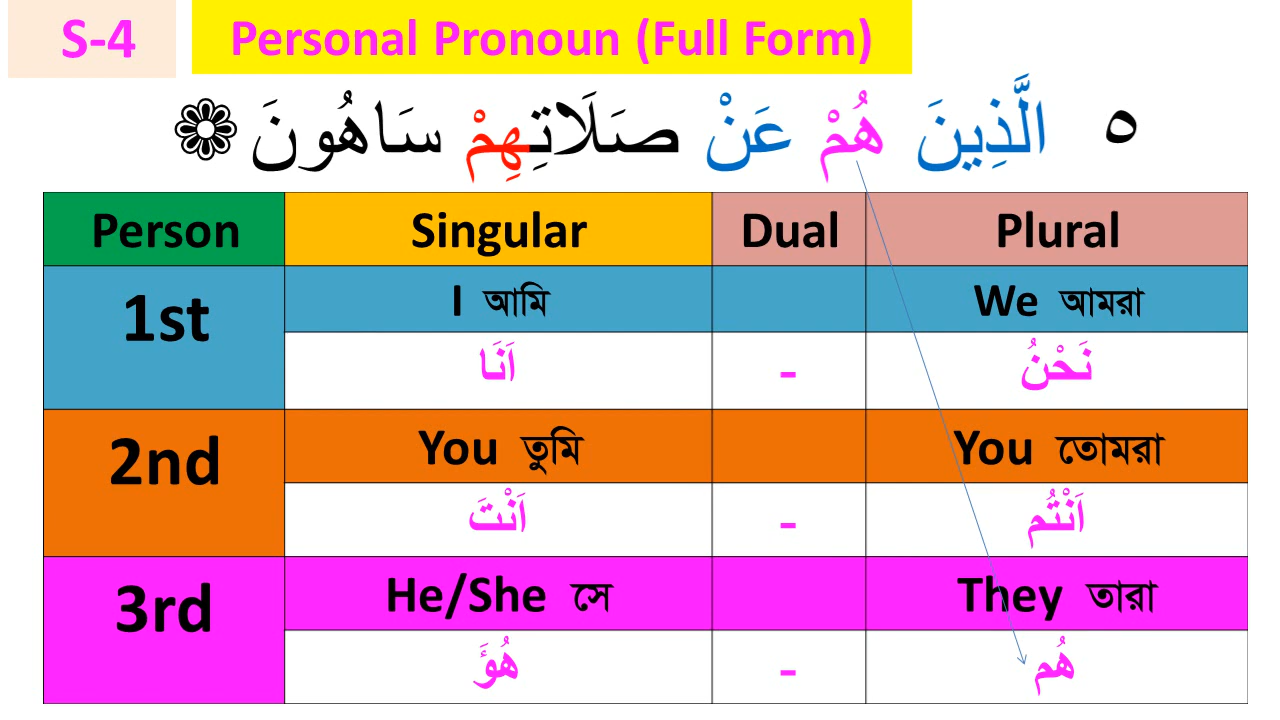 S-4 Personal Pronoun (Full Form)
٥ الَّذِينَ هُمْ عَنْ صَلَاتِهِمْ سَاهُونَ ❁
Person Singular Dual Plural
1st I আমি We আমরা
اَنَا - نَحْنُ
2nd You তুমি You তোমরা
اَنْتَ - اَنْتُم
3rd He/She সে They তারা
هُؤَ - هُم